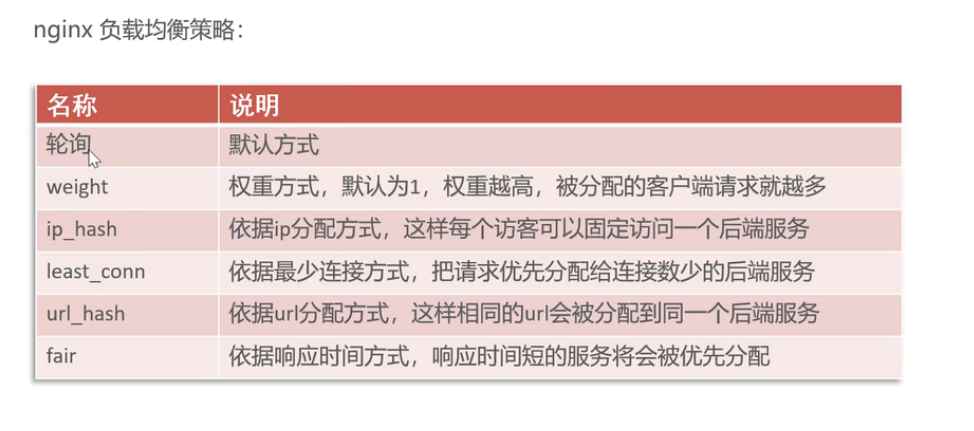 nginx 负载均衡策略：
名称 说明
轮询 默认方式
weight 权重方式，默认为1，权重越高，被分配的客户端请求就越多
ip_hash 依据ip分配方式，这样每个访客可以固定访问一个后端服务
least_conn 依据最少连接方式，把请求优先分配给连接数少的后端服务
url_hash 依据url分配方式，这样相同的url会被分配到同一个后端服务
fair 依据响应时间方式，响应时间短的服务将会被优先分配